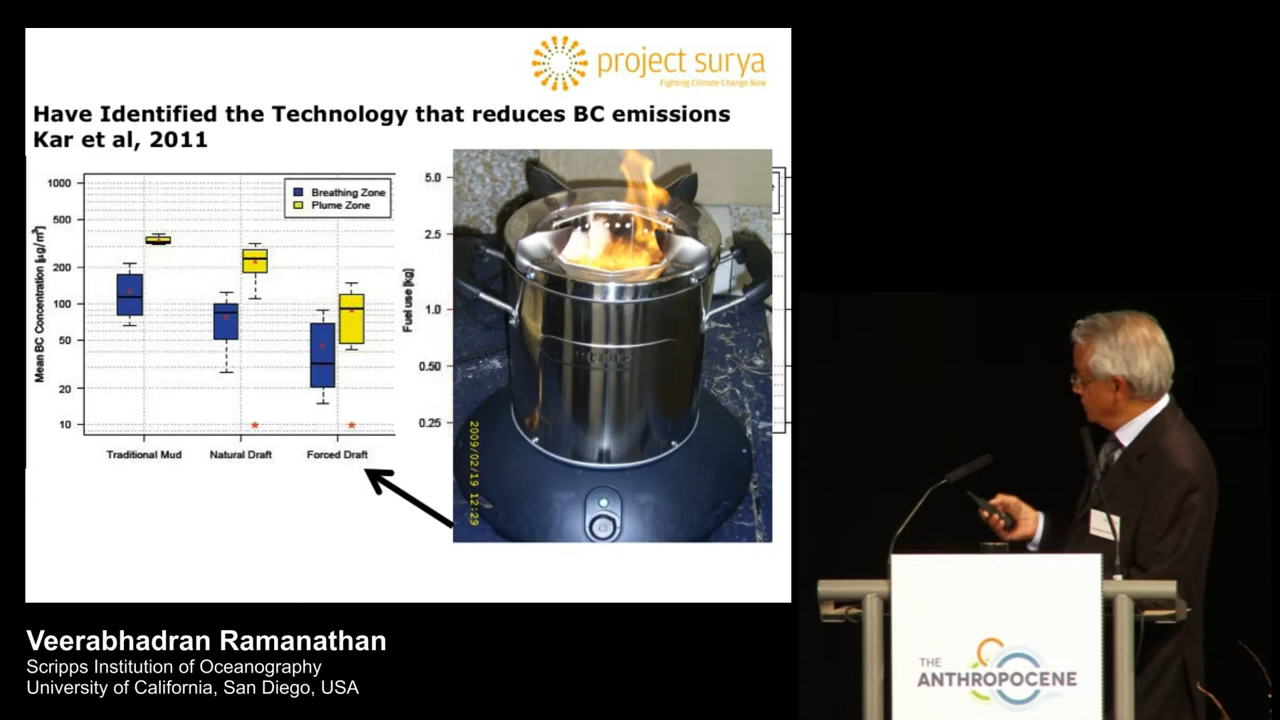 project surya
Fighting Climate Change Now
Have Identified the Technology that reduces BC emissions
Kar et al, 2011
Mean BC Concentration [µg/m³]
1000
500
200
100
50
20
10
Breathing Zone
Plume Zone
Traditional Mud
Natural Draft
Forced Draft
Fuel use [kg]
5.0
2.5
1.0
0.50
0.25
2009/02/19 12:29
Veerabhadran Ramanathan
Scripps Institution of Oceanography
University of California, San Diego, USA
THE
ANTHROPOCENE